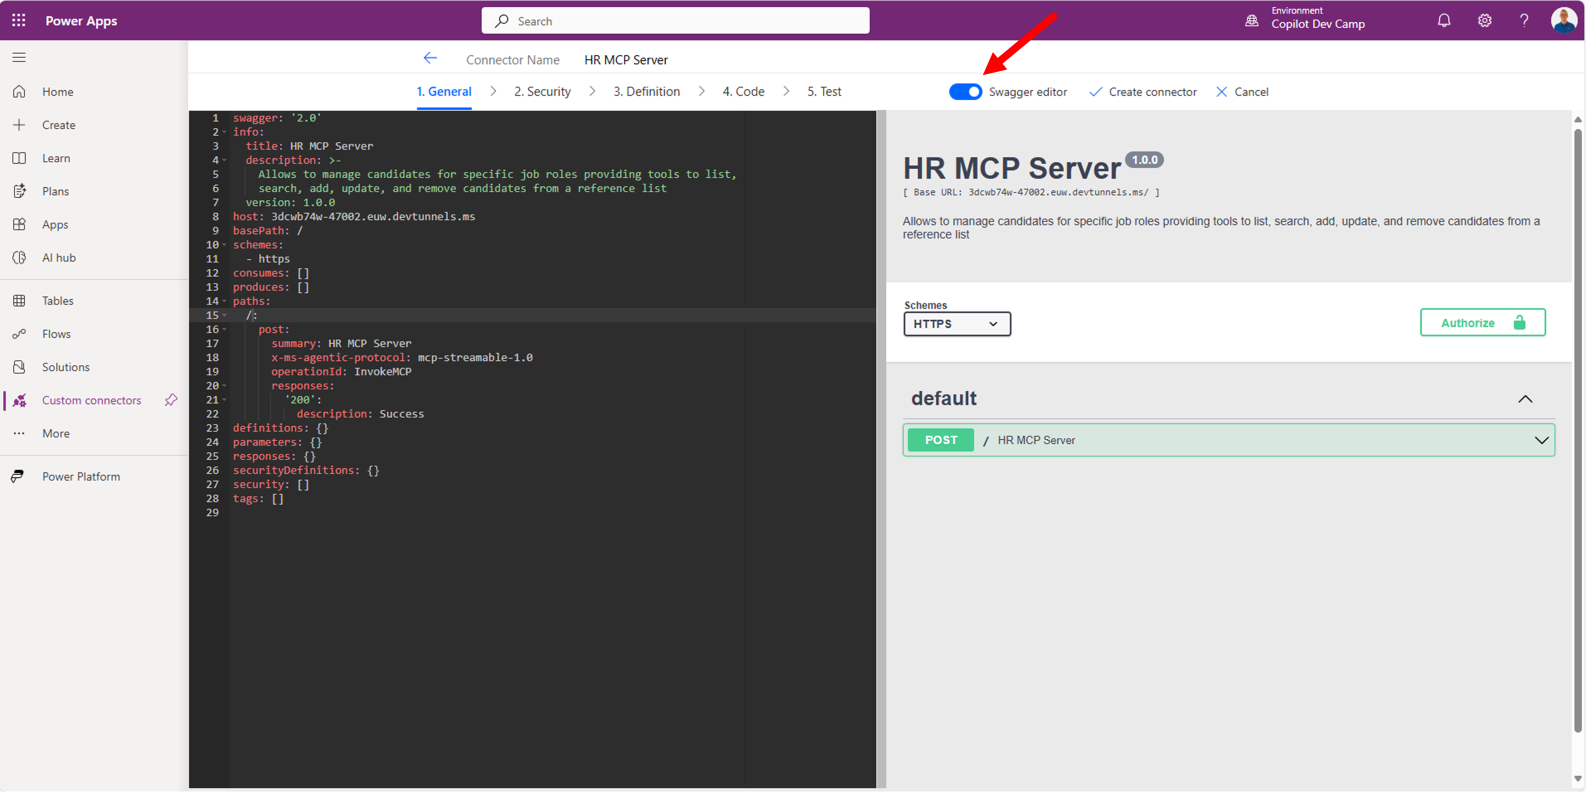 Power Apps
Search
Environment
Copilot Dev Camp
Connector Name
HR MCP Server
1. General
2. Security
3. Definition
4. Code
5. Test
Swagger editor
Create connector
Cancel
Home
Create
Learn
Plans
Apps
AI hub
Tables
Flows
Solutions
Custom connectors
More
Power Platform
1 swagger: '2.0'
2 info:
3 title: HR MCP Server
4 description: >-
5 Allows to manage candidates for specific job roles providing tools to list,
6 search, add, update, and remove candidates from a reference list
7 version: 1.0.0
8 host: 3dcwb74w-47002.euw.devtunnels.ms
9 basePath: /
10 schemes:
11 - https
12 consumes: []
13 produces: []
14 paths:
15 /:
16 post:
17 summary: HR MCP Server
18 x-ms-agentic-protocol: mcp-streamable-1.0
19 operationId: InvokeMCP
20 responses:
21 '200':
22 description: Success
23 definitions: {}
24 parameters: {}
25 responses: {}
26 securityDefinitions: {}
27 security: []
28 tags: []
29
HR MCP Server 1.0.0
[ Base URL: 3dcwb74w-47002.euw.devtunnels.ms/ ]
Allows to manage candidates for specific job roles providing tools to list, search, add, update, and remove candidates from a
reference list
Schemes
HTTPS
Authorize
default
POST / HR MCP Server